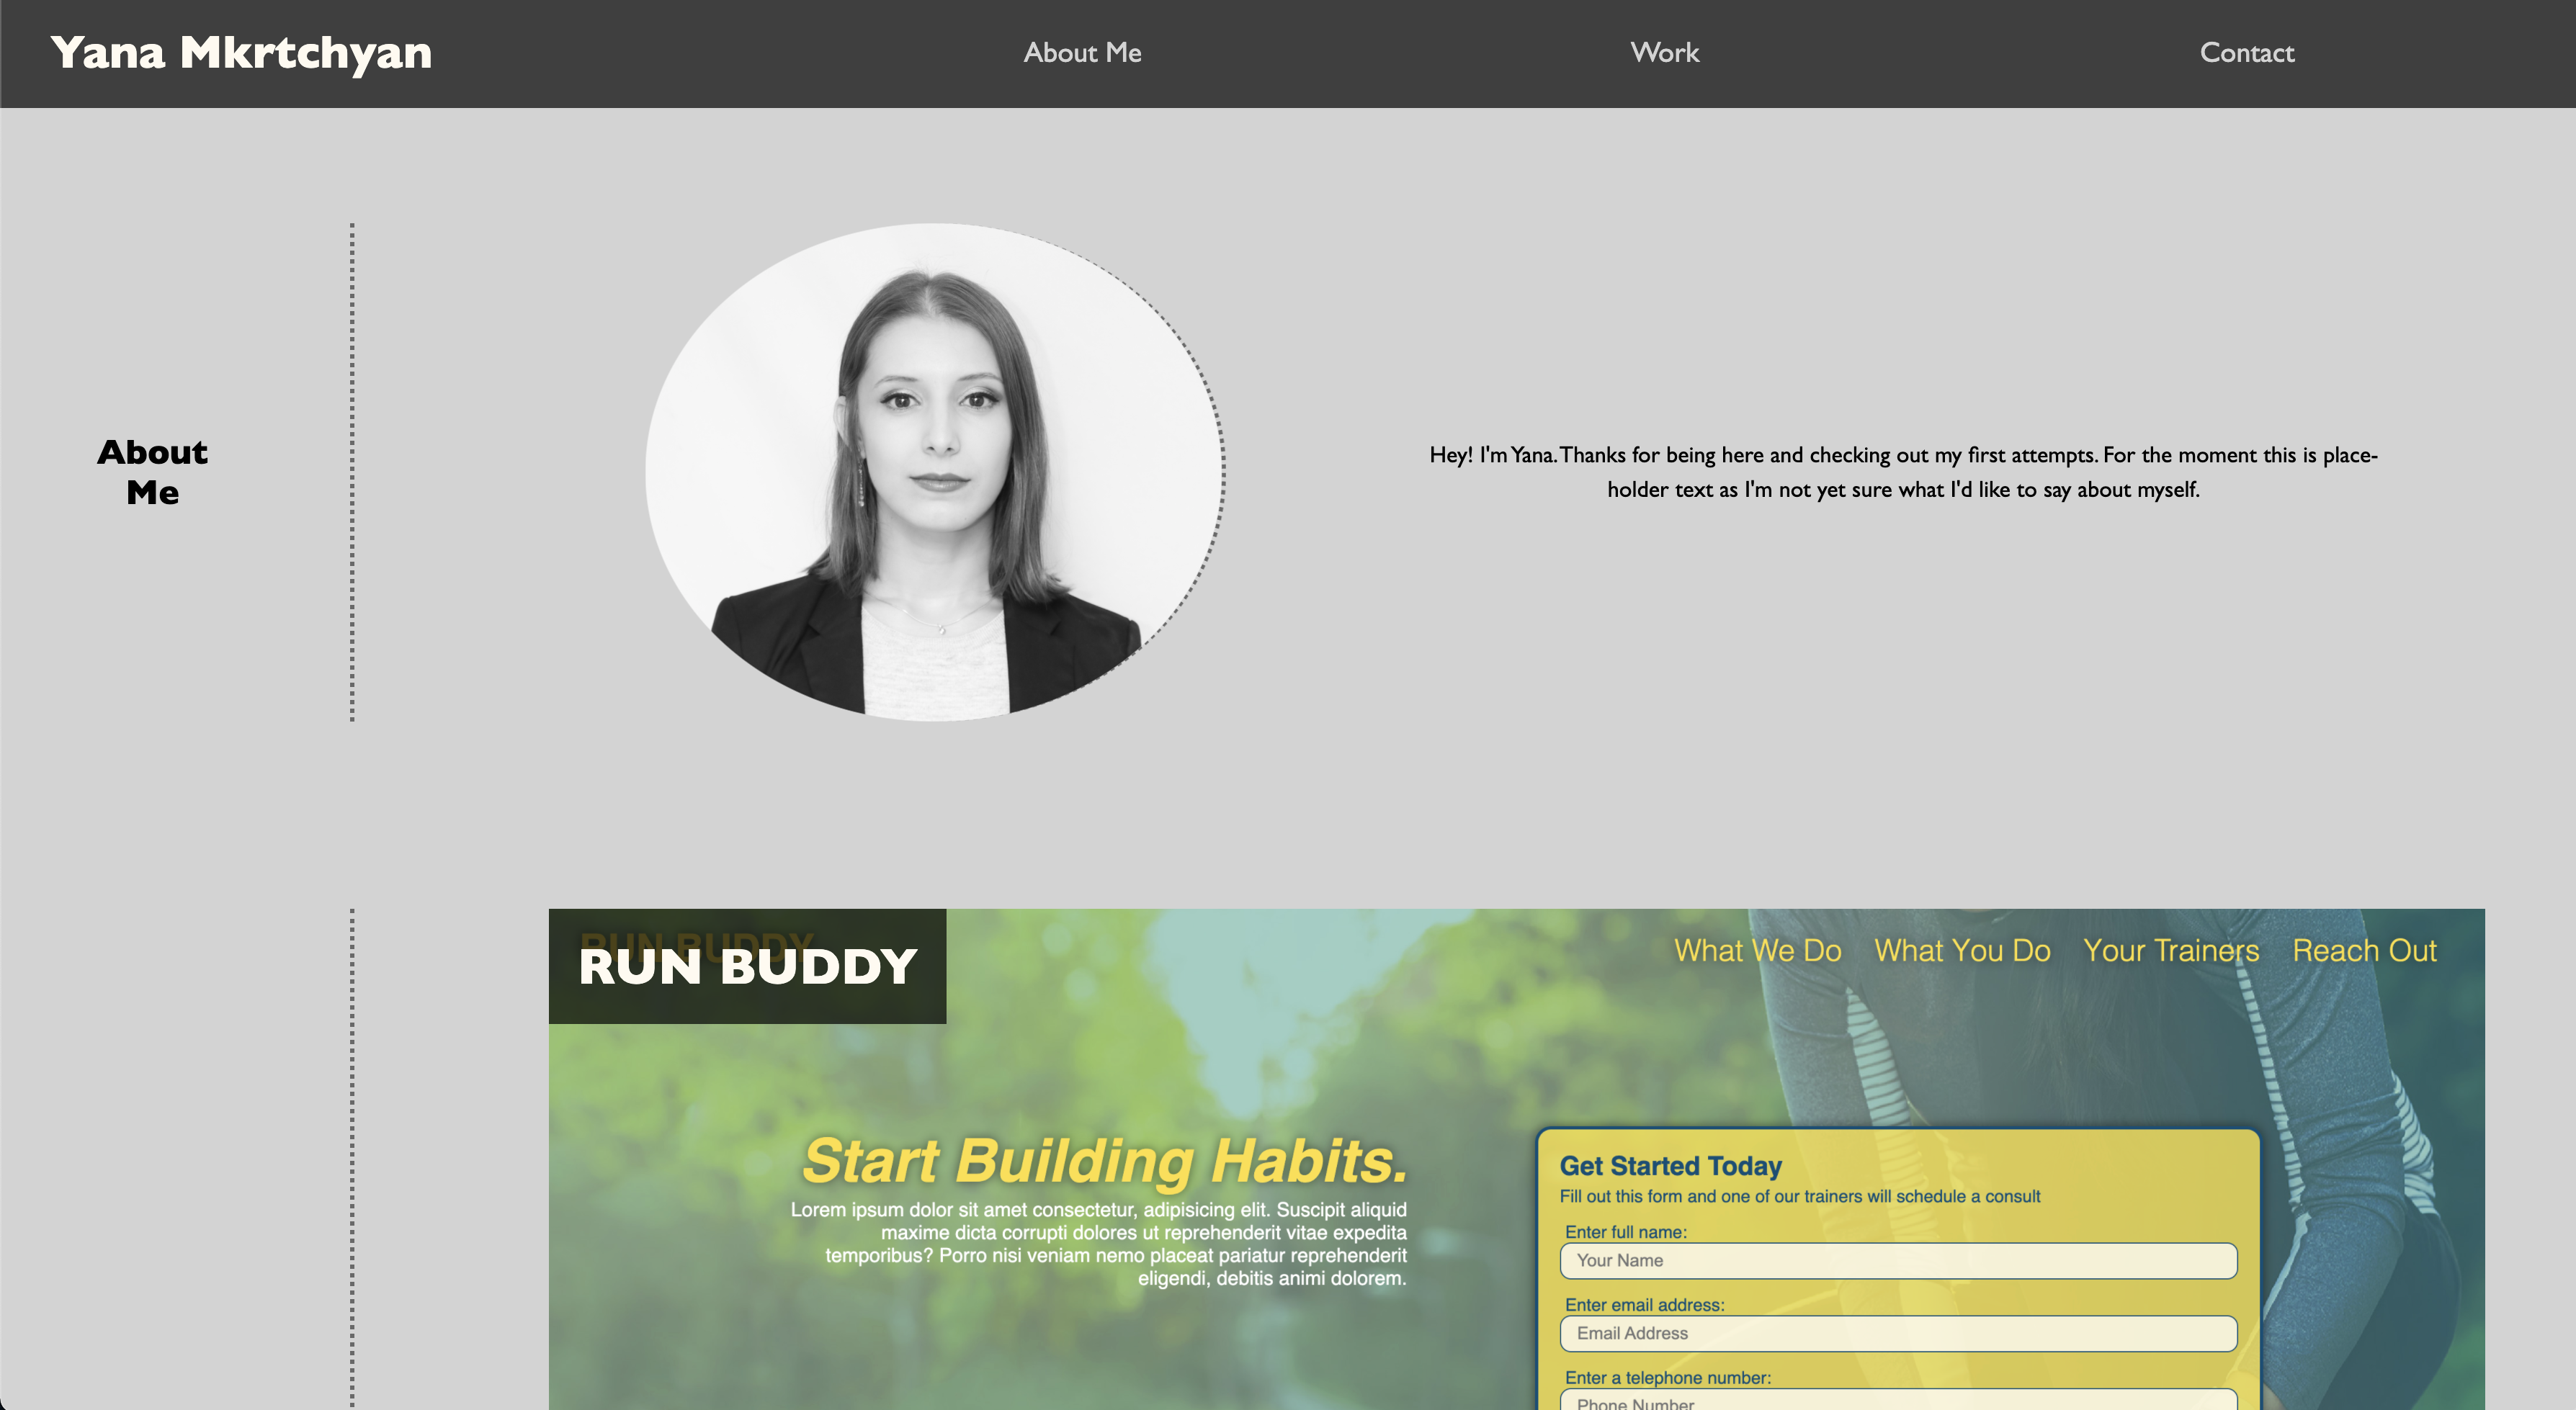 Yana Mkrtchyan
About Me
Work
Contact
About
Me
Hey! I'm Yana. Thanks for being here and checking out my first attempts. For the moment this is place-
holder text as I'm not yet sure what I'd like to say about myself.
RUN BUDDY
RUN BUDDY
What We Do
What You Do
Your Trainers
Reach Out
Start Building Habits.
Lorem ipsum dolor sit amet consectetur, adipisicing elit. Suscipit aliquid
maxime dicta corrupti dolores ut reprehenderit vitae expedita
temporibus? Porro nisi veniam nemo placeat pariatur reprehenderit
eligendi, debitis animi dolorem.
Get Started Today
Fill out this form and one of our trainers will schedule a consult
Enter full name:
Your Name
Enter email address:
Email Address
Enter a telephone number:
Phone Number